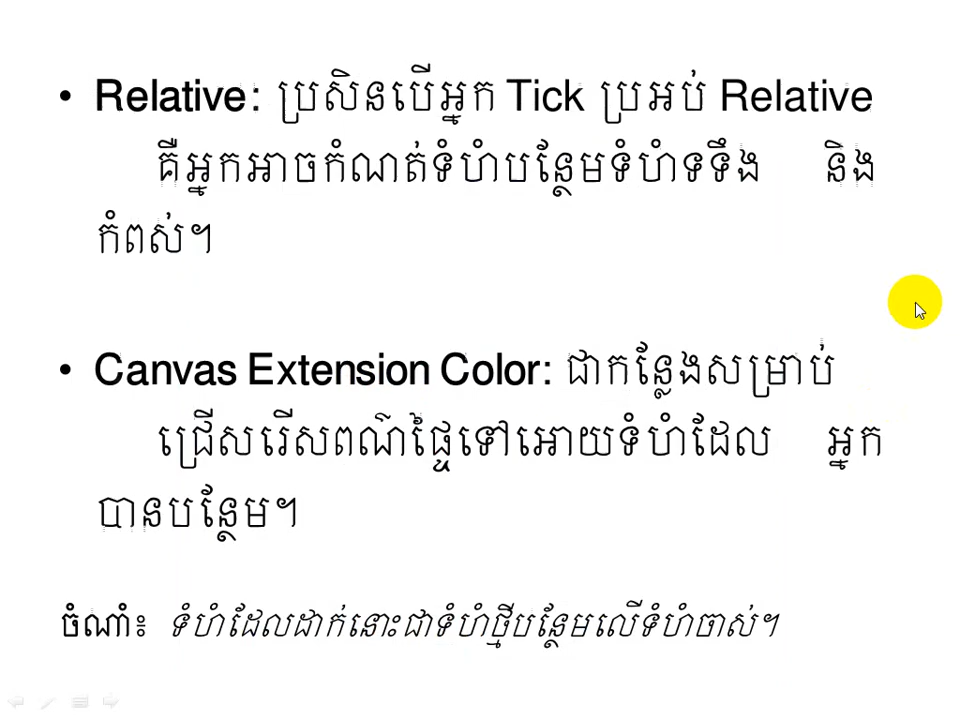 • Relative: ប្រសិនបើអ្នក Tick ប្រអប់ Relative
គឺអ្នកអាចកំណត់ទំហំបន្ថែមទំហំទទឹង និង
កំពស់។
• Canvas Extension Color: ជាកន្លែងសម្រាប់
ជ្រើសរើសពណ៌ផ្ទៃទៅអោយទំហំដែល អ្នក
បានបន្ថែម។
ចំណាំ៖ ទំហំដែលដាក់នោះជាទំហំថ្មីបន្ថែមលើទំហំចាស់។